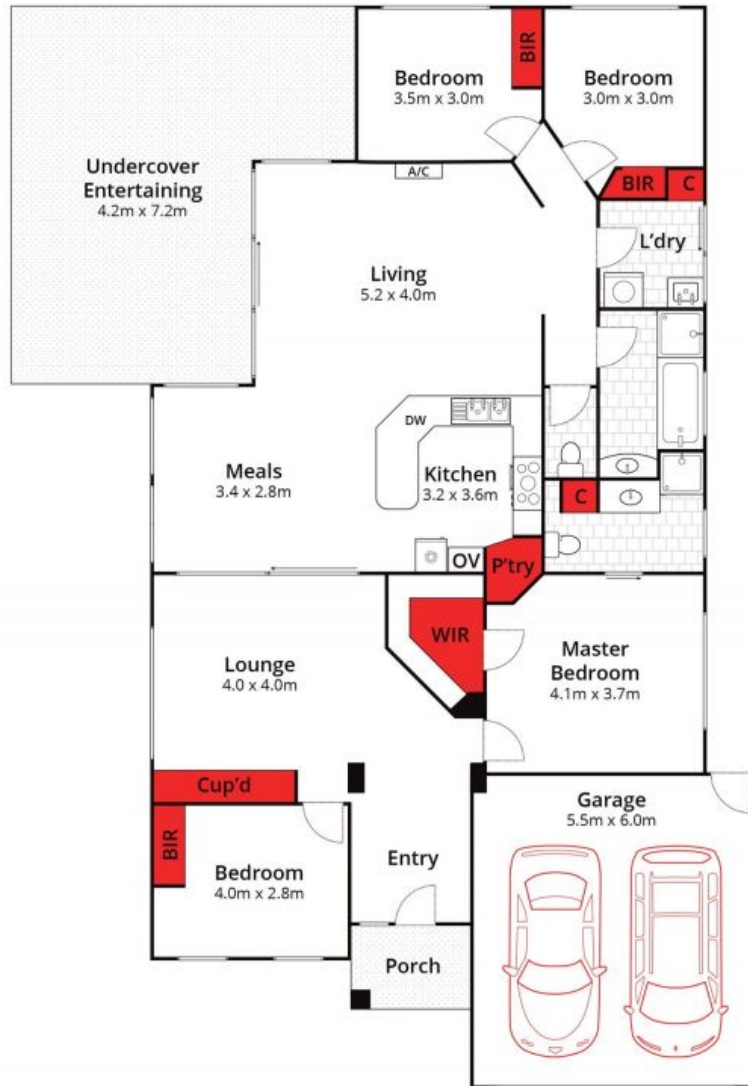 Bedroom
3.5m x 3.0m
BIR
Bedroom
3.0m x 3.0m
Undercover
Entertaining
4.2m x 7.2m
A/C
BIR
C
L'dry
Living
5.2 x 4.0m
DW
Meals
3.4 x 2.8m
Kitchen
3.2 x 3.6m
C
OV
P'try
WIR
Lounge
4.0 x 4.0m
Master
Bedroom
4.1m x 3.7m
Cup'd
Garage
5.5m x 6.0m
BIR
Bedroom
4.0m x 2.8m
Entry
Porch